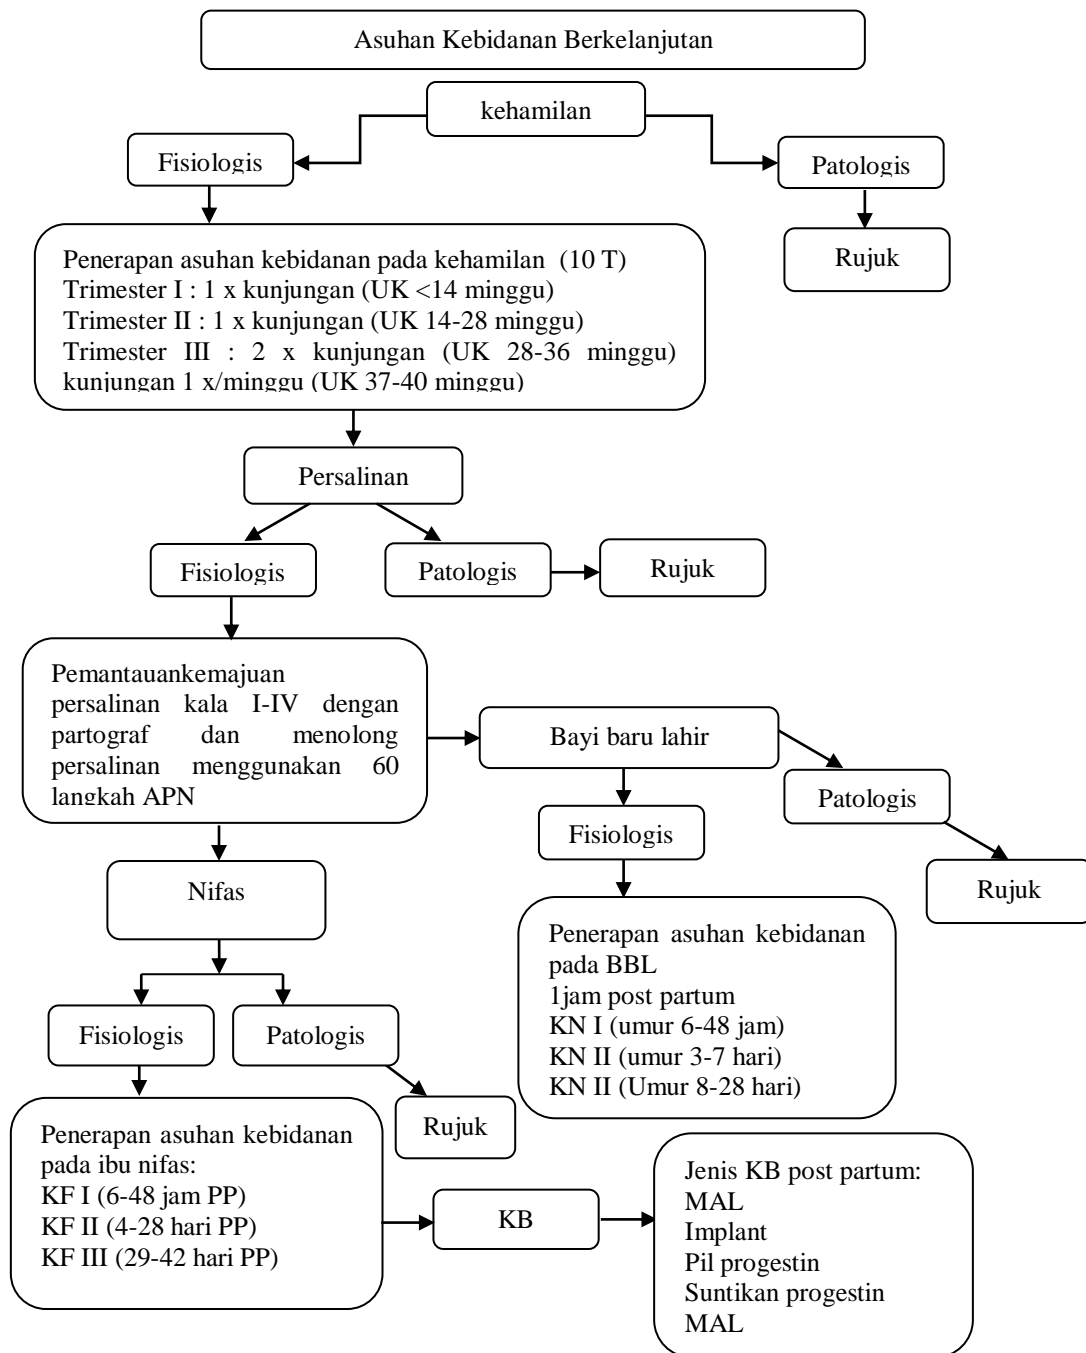 Asuhan Kebidanan Berkelanjutan
kehamilan
Fisiologis
Patologis
Rujuk
Penerapan asuhan kebidanan pada kehamilan (10 T)
Trimester I : 1 x kunjungan (UK <14 minggu)
Trimester II : 1 x kunjungan (UK 14-28 minggu)
Trimester III : 2 x kunjungan (UK 28-36 minggu)
kunjungan 1 x/minggu (UK 37-40 minggu)
Persalinan
Fisiologis
Patologis
Rujuk
Pemantauankemajuan
persalinan kala I-IV dengan
partograf dan menolong
persalinan menggunakan 60
langkah APN
Bayi baru lahir
Patologis
Fisiologis
Rujuk
Nifas
Penerapan asuhan kebidanan
pada BBL
1jam post partum
KN I (umur 6-48 jam)
KN II (umur 3-7 hari)
KN II (Umur 8-28 hari)
Fisiologis
Patologis
Rujuk
Penerapan asuhan kebidanan
pada ibu nifas:
KF I (6-48 jam PP)
KF II (4-28 hari PP)
KF III (29-42 hari PP)
KB
Jenis KB post partum:
MAL
Implant
Pil progestin
Suntikan progestin
MAL